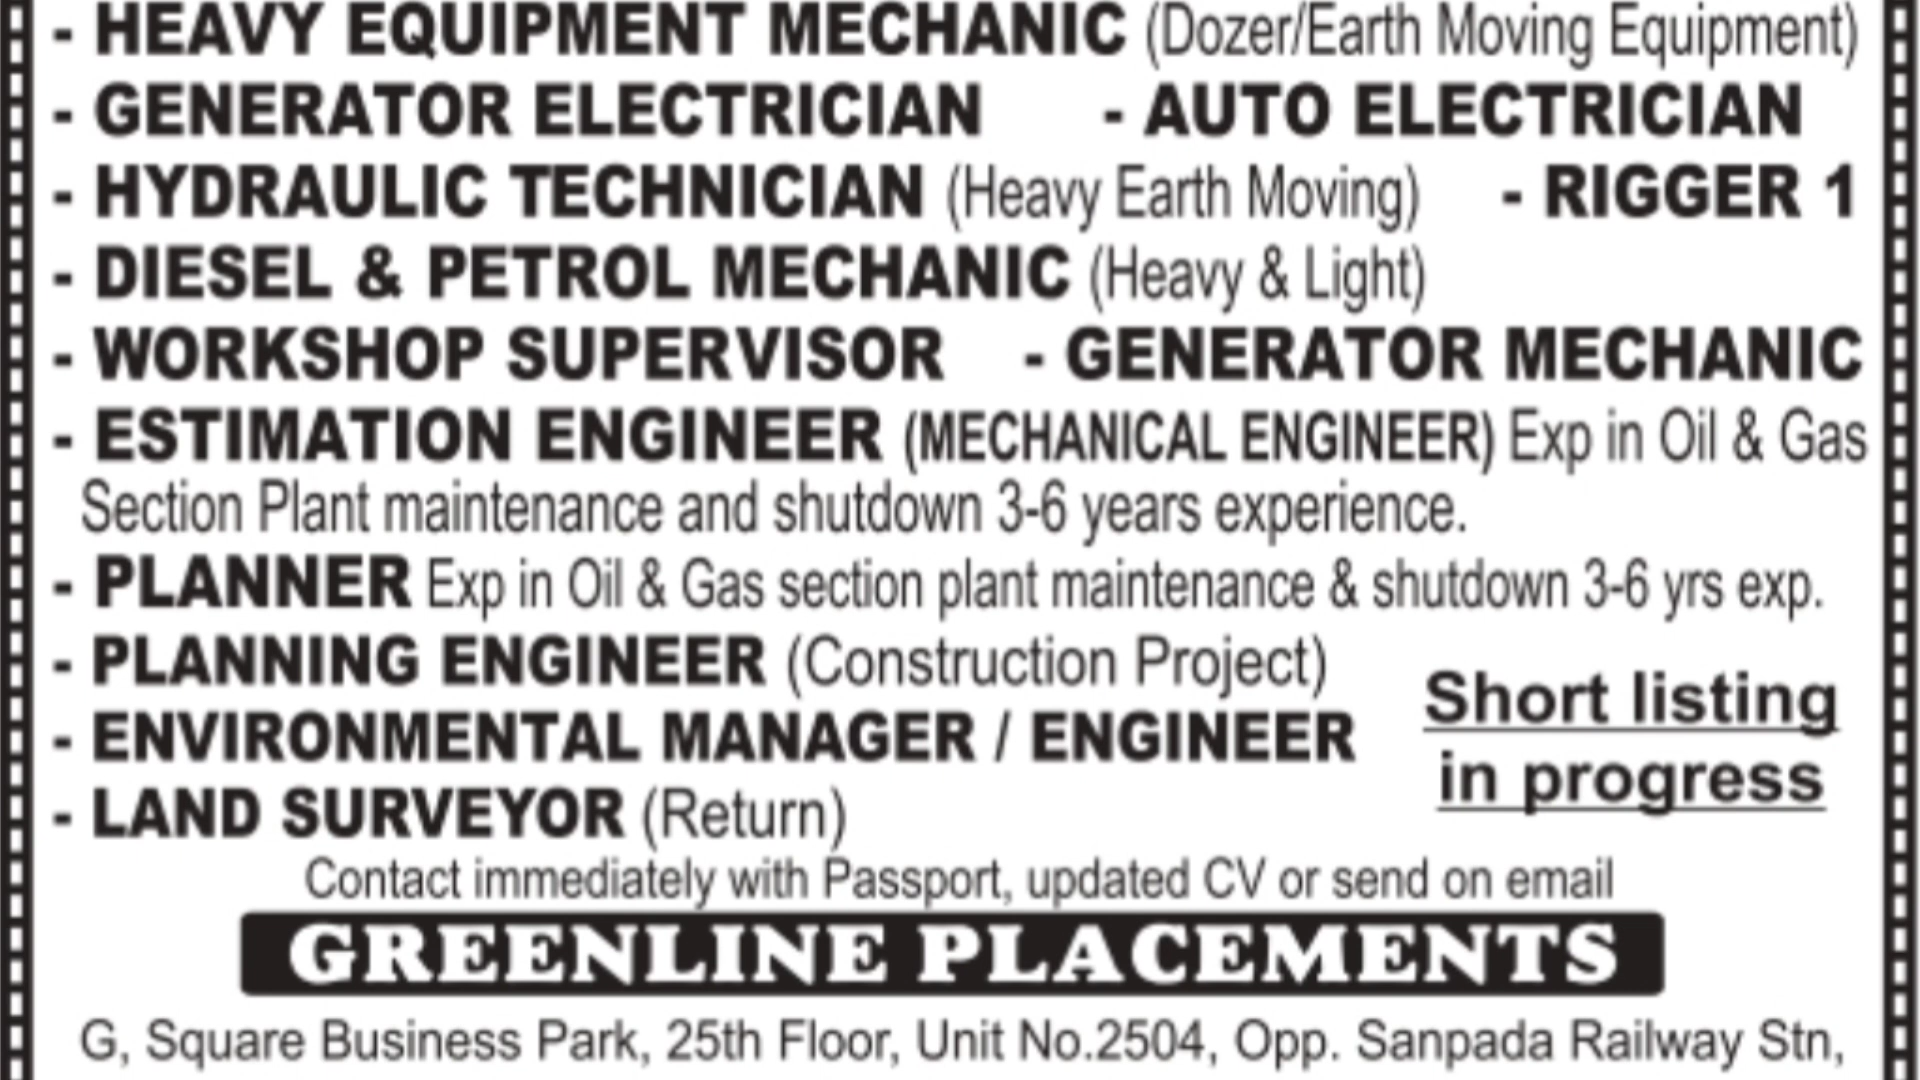 - HEAVY EQUIPMENT MECHANIC (Dozer/Earth Moving Equipment)
- GENERATOR ELECTRICIAN - AUTO ELECTRICIAN
- HYDRAULIC TECHNICIAN (Heavy Earth Moving) - RIGGER 1
- DIESEL & PETROL MECHANIC (Heavy & Light)
- WORKSHOP SUPERVISOR - GENERATOR MECHANIC
- ESTIMATION ENGINEER (MECHANICAL ENGINEER) Exp in Oil & Gas
Section Plant maintenance and shutdown 3-6 years experience.
- PLANNER Exp in Oil & Gas section plant maintenance & shutdown 3-6 yrs exp.
- PLANNING ENGINEER (Construction Project)
- ENVIRONMENTAL MANAGER / ENGINEER
- LAND SURVEYOR (Return)
Short listing
in progress
Contact immediately with Passport, updated CV or send on email
GREENLINE PLACEMENTS
G, Square Business Park, 25th Floor, Unit No.2504, Opp. Sanpada Railway Stn,